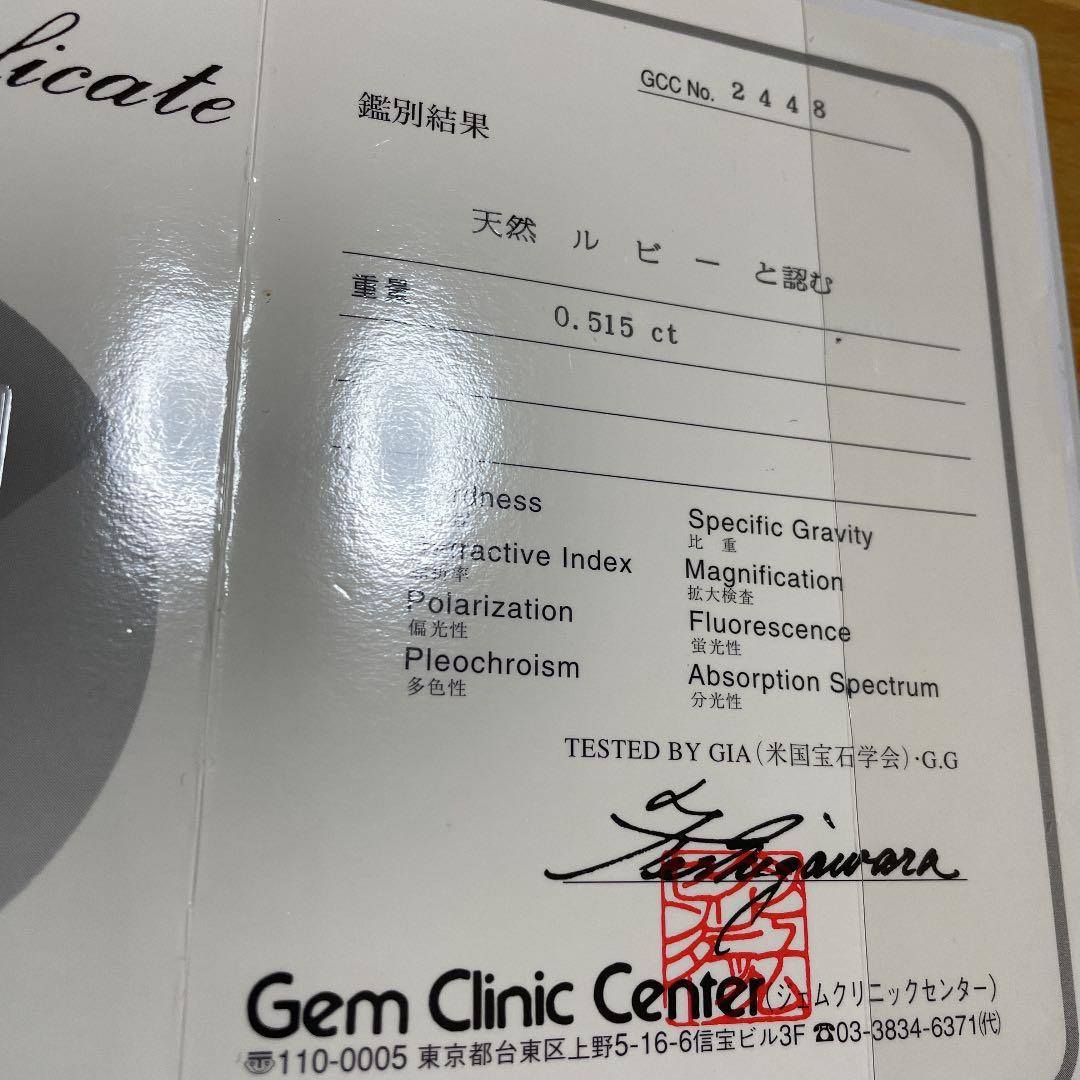 ficate
GCC No. 2448
鑑別結果
天然 ルビー と認む
重量 0.515 ct
Specific Gravity
比 重
Refractive Index
Magnification
拡大検査
Polarization
偏光性
Fluorescence
蛍光性
Pleochroism
多色性
Absorption Spectrum
分光性
TESTED BY GIA(米国宝石学会)・G.G
Gem Clinic Center(ジェムクリニックセンター)
〠110-0005 東京都台東区上野5-16-6信宝ビル3F ☎03-3834-6371㈹